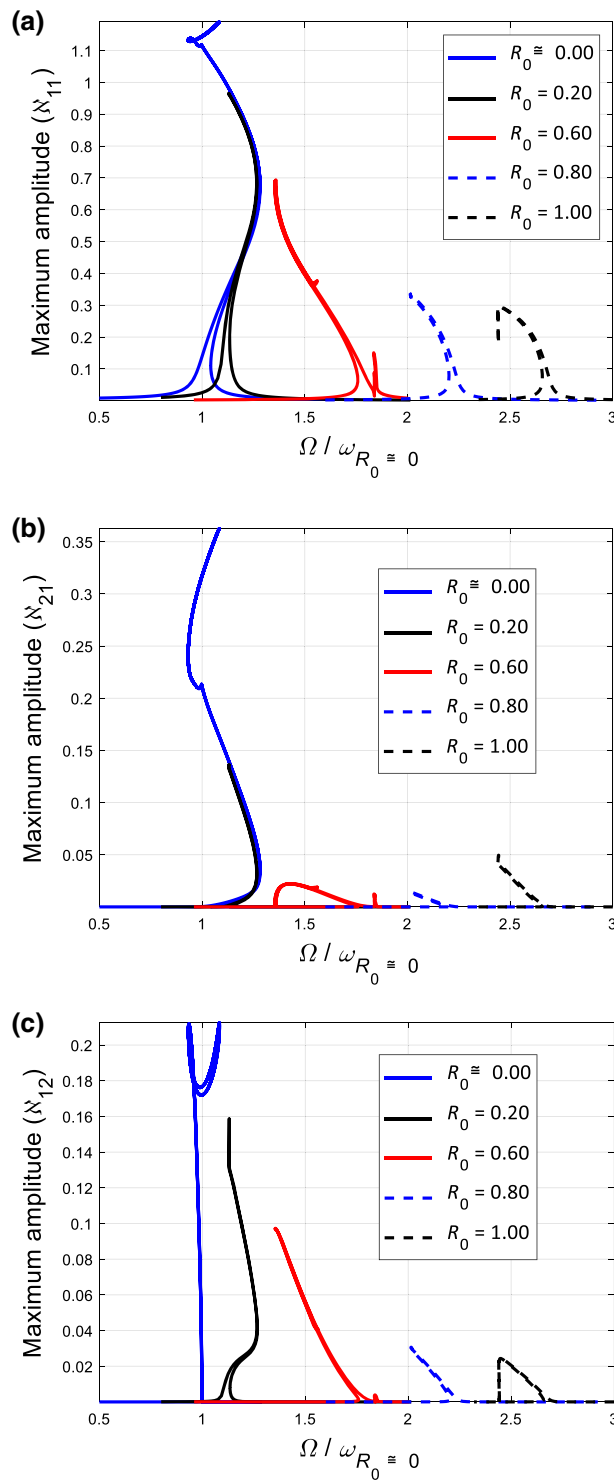 (a)
Maximum amplitude (ℵ11)
1.1
1
0.9
0.8
0.7
0.6
0.5
0.4
0.3
0.2
0.1
R0 ≅ 0.00
R0 = 0.20
R0 = 0.60
R0 = 0.80
R0 = 1.00
0.5 1 1.5 2 2.5 3
Ω / ωR0 ≅ 0
(b)
Maximum amplitude (ℵ21)
0.35
0.3
0.25
0.2
0.15
0.1
0.05
0
R0 ≅ 0.00
R0 = 0.20
R0 = 0.60
R0 = 0.80
R0 = 1.00
0.5 1 1.5 2 2.5 3
Ω / ωR0 ≅ 0
(c)
Maximum amplitude (ℵ12)
0.2
0.18
0.16
0.14
0.12
0.1
0.08
0.06
0.04
0.02
0
R0 ≅ 0.00
R0 = 0.20
R0 = 0.60
R0 = 0.80
R0 = 1.00
0.5 1 1.5 2 2.5 3
Ω / ωR0 ≅ 0